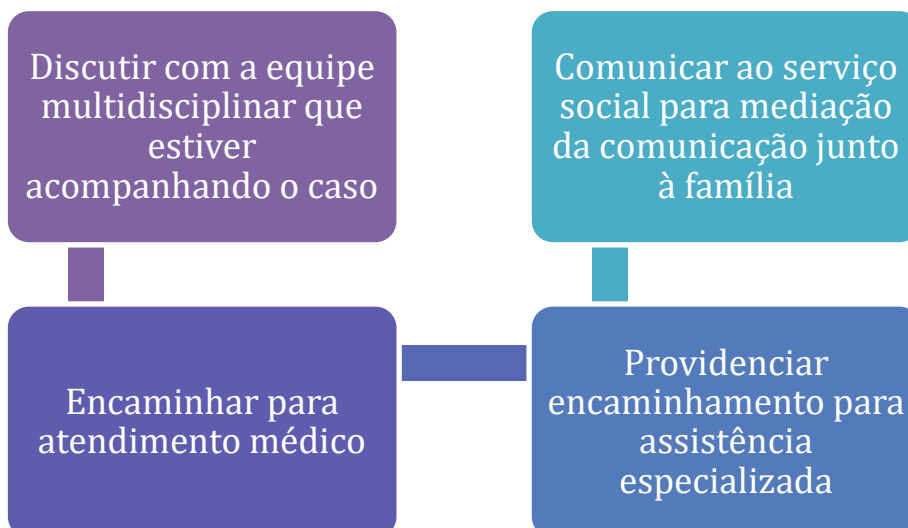 Discutir com a equipe
multidisciplinar que
estiver
acompanhando o caso
Encaminhar para
atendimento médico
Providenciar
encaminhamento para
assistência
especializada
Comunicar ao serviço
social para mediação
da comunicação junto
à família